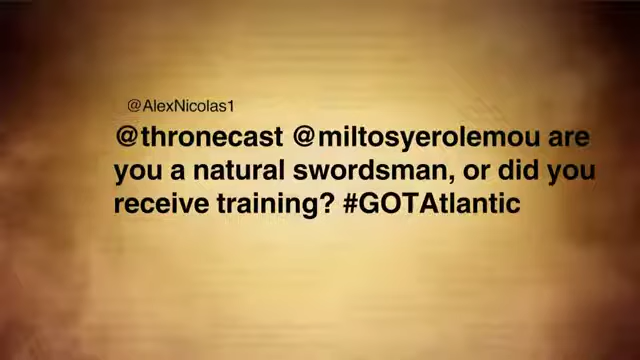 @AlexNicolas1
@thronecast @miltosyerolemou are
you a natural swordsman, or did you
receive training? #GOTAtlantic